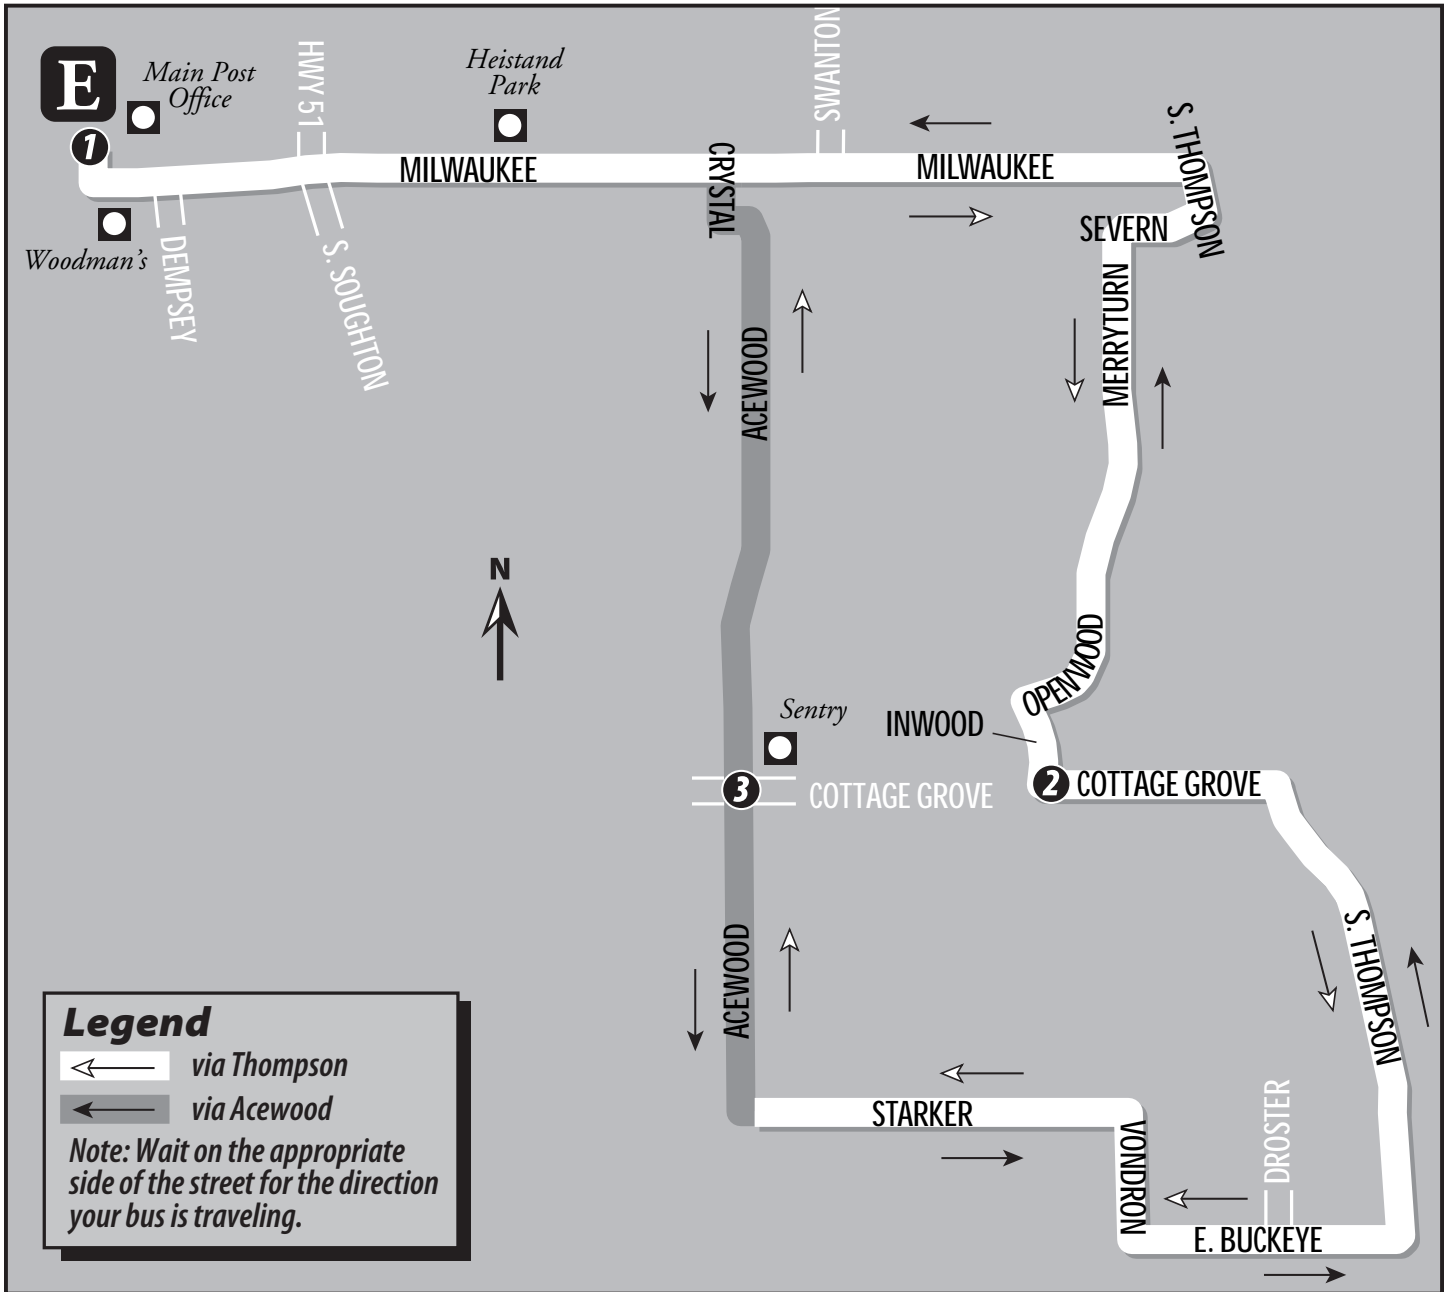 E
Main Post
Office
HWY 51
Heistand
Park
SWANTON
S. THOMPSON
1
MILWAUKEE
CRYSTAL
MILWAUKEE
SEVERN
Woodman's
DEMPSEY
S. SOUGHTON
MERRYTURN
ACEWOOD
N
OPENWOOD
Sentry
INWOOD
3
COTTAGE GROVE
2
COTTAGE GROVE
S. THOMPSON
ACEWOOD
Legend
via Thompson
via Acewood
Note: Wait on the appropriate
side of the street for the direction
your bus is traveling.
STARKER
VONDRON
DROSTER
E. BUCKEYE